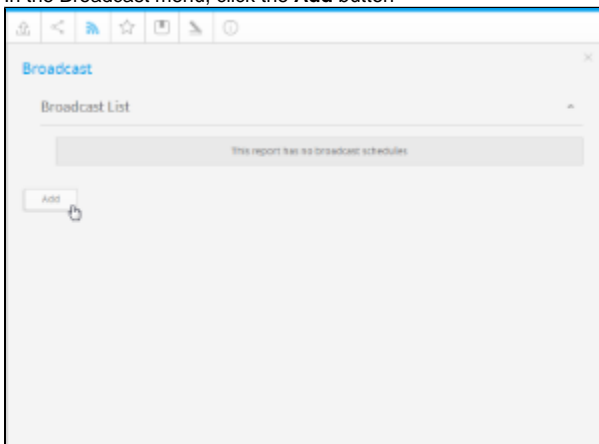 In the Broadcast menu, click the Add button
Broadcast
Broadcast List
This report has no broadcast schedules
Add